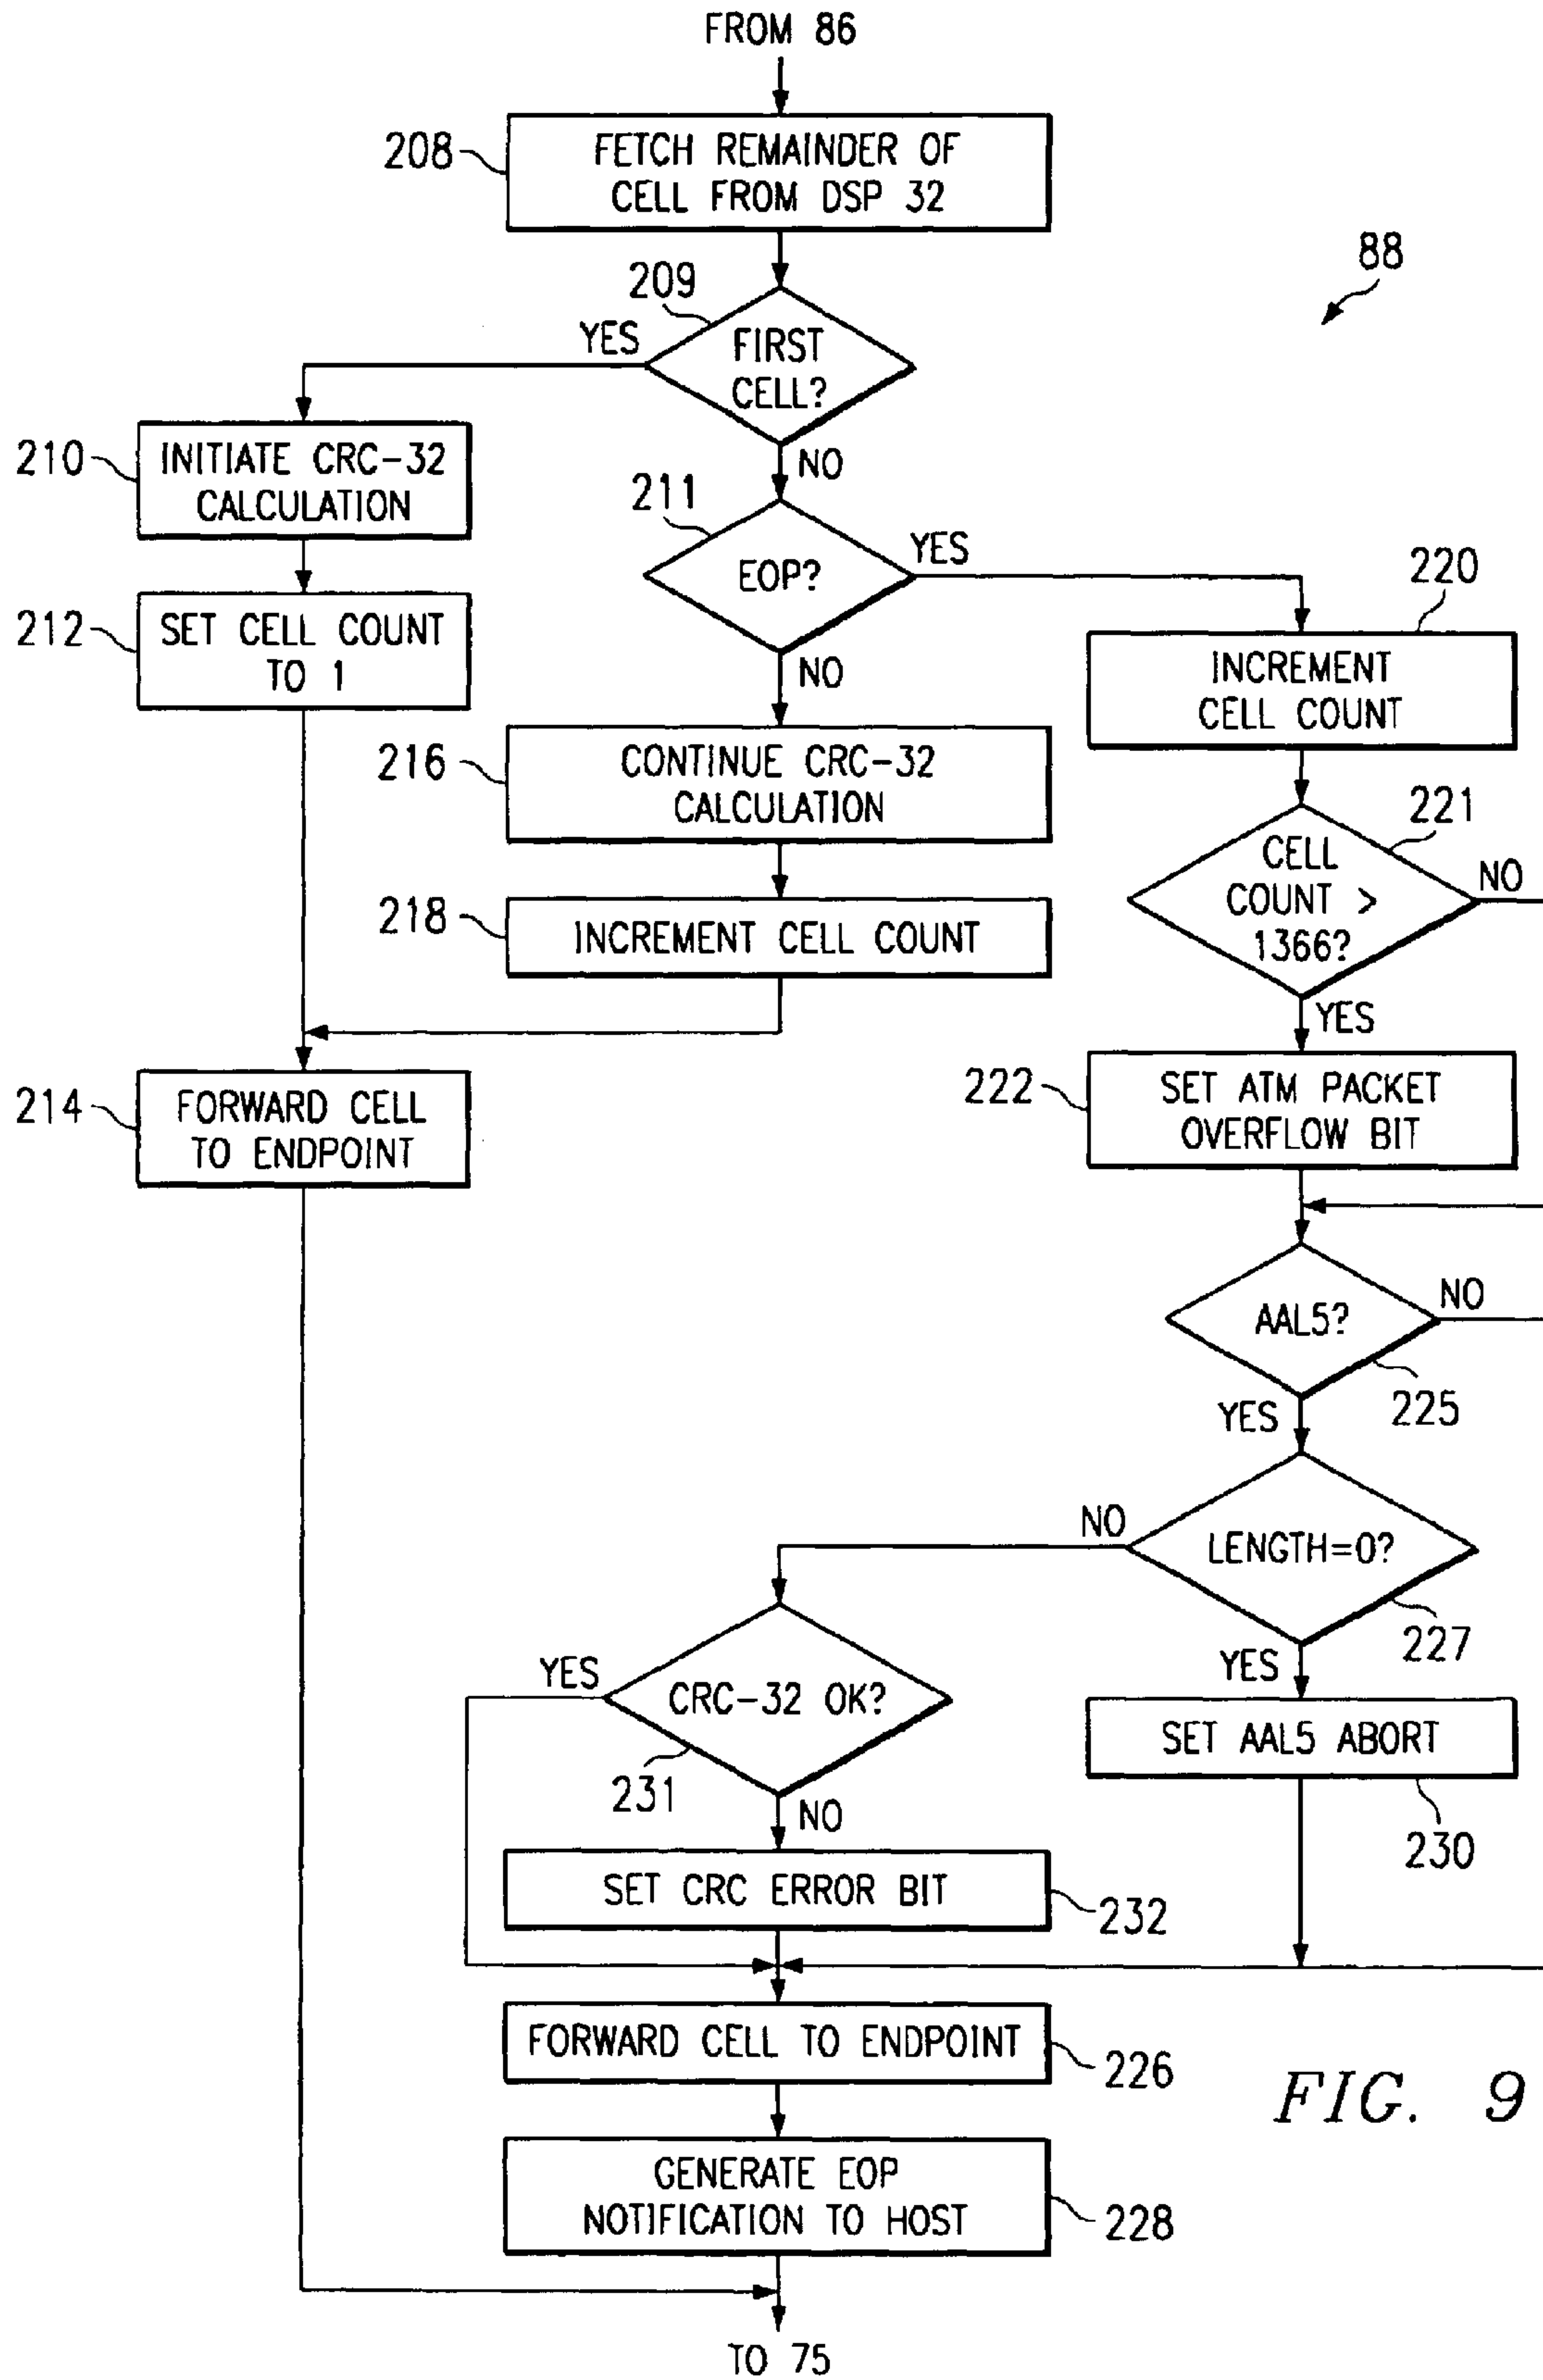 FROM 86
208
FETCH REMAINDER OF
CELL FROM DSP 32
88
209
YES
FIRST
CELL?
NO
210
INITIATE CRC-32
CALCULATION
211
EOP?
YES
NO
220
INCREMENT
CELL COUNT
212
SET CELL COUNT
TO 1
216
CONTINUE CRC-32
CALCULATION
221
CELL
COUNT >
1366?
NO
YES
218
INCREMENT CELL COUNT
214
FORWARD CELL
TO ENDPOINT
222
SET ATM PACKET
OVERFLOW BIT
AAL5?
NO
225
YES
NO
LENGTH=0?
227
YES
YES
CRC-32 OK?
231
NO
SET AAL5 ABORT
230
SET CRC ERROR BIT
232
FORWARD CELL TO ENDPOINT
226
FIG. 9
GENERATE EOP
NOTIFICATION TO HOST
228
TO 75